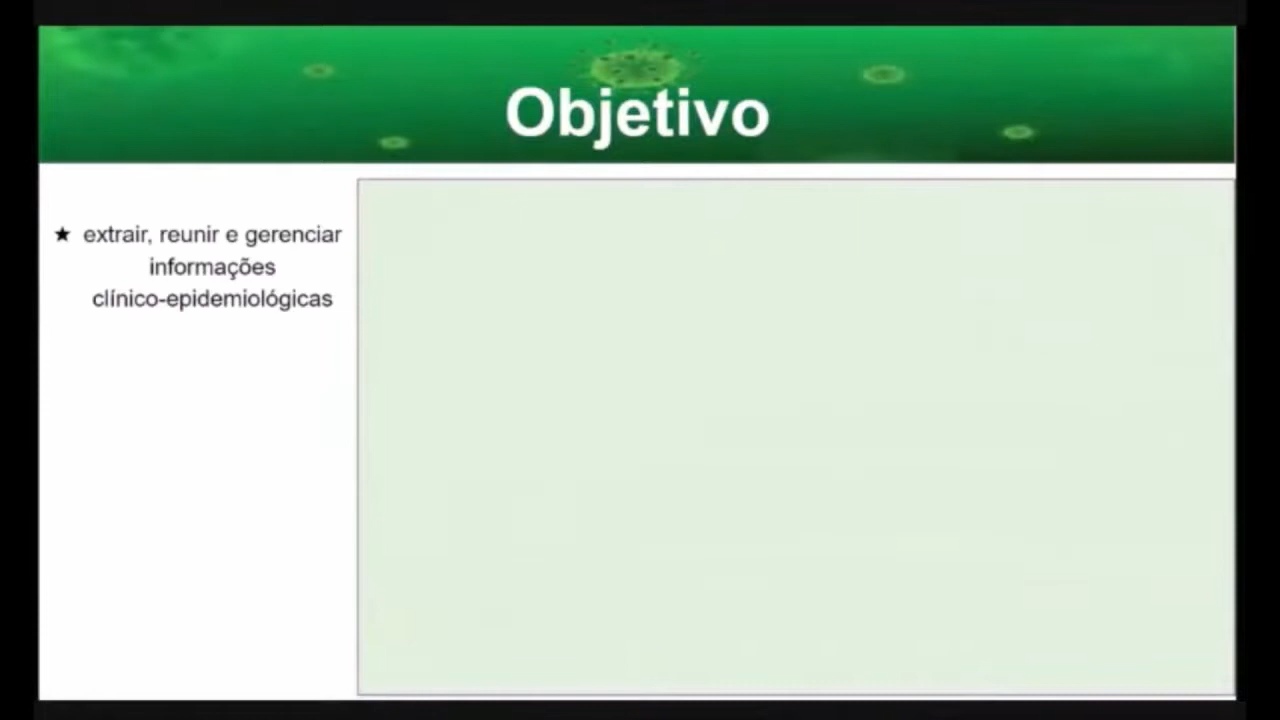 Objetivo
★ extrair, reunir e gerenciar
informações
clínico-epidemiológicas